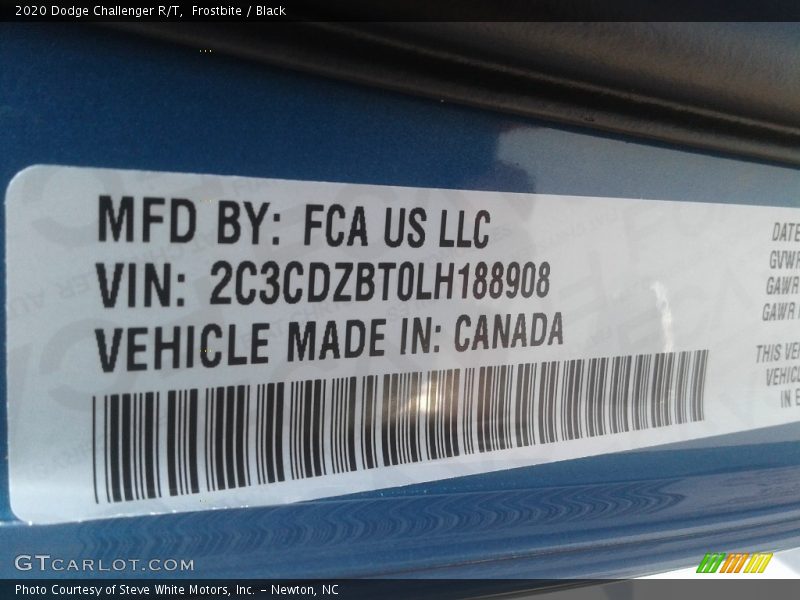 2020 Dodge Challenger R/T, Frostbite / Black
MFD BY: FCA US LLC
VIN: 2C3CDZBT0LH188908
VEHICLE MADE IN: CANADA
DATE
GVWR
GAWR
GAWR
THIS VE
VEHICL
IN
GTCARLOT.COM
Photo Courtesy of Steve White Motors, Inc. – Newton, NC